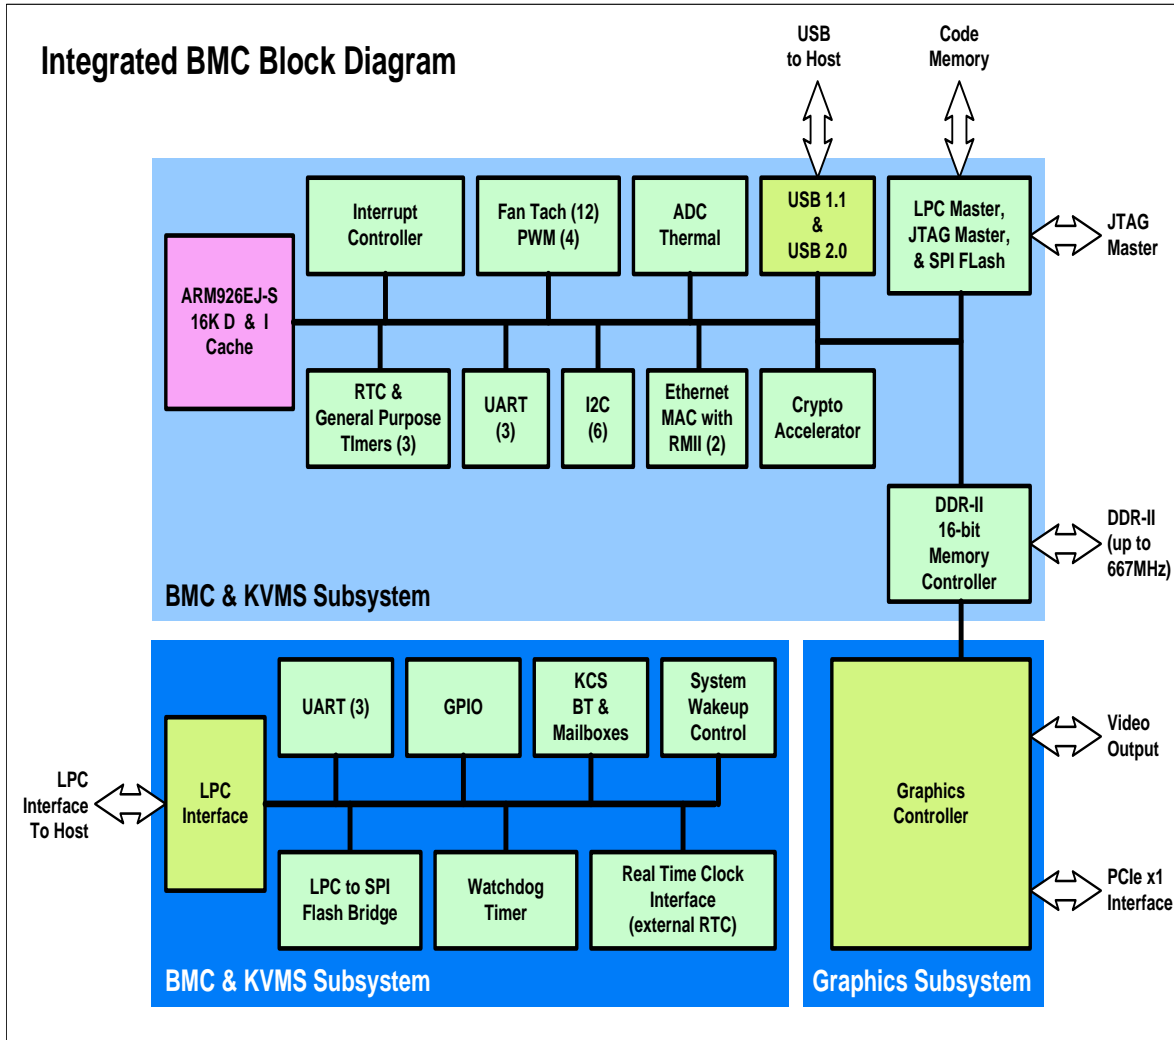 Integrated BMC Block Diagram
USB
to Host
Code
Memory
Interrupt
Controller
Fan Tach (12)
PWM (4)
ADC
Thermal
USB 1.1
&
USB 2.0
LPC Master,
JTAG Master,
& SPI FLash
JTAG
Master
ARM926EJ-S
16K D & I
Cache
RTC &
General Purpose
TImers (3)
UART
(3)
I2C
(6)
Ethernet
MAC with
RMII (2)
Crypto
Accelerator
DDR-II
16-bit
Memory
Controller
DDR-II
(up to
667MHz)
BMC & KVMS Subsystem
UART (3)
GPIO
KCS
BT &
Mailboxes
System
Wakeup
Control
LPC
Interface
To Host
LPC
Interface
LPC to SPI
Flash Bridge
Watchdog
Timer
Real Time Clock
Interface
(external RTC)
BMC & KVMS Subsystem
Graphics
Controller
Video
Output
PCIe x1
Interface
Graphics Subsystem